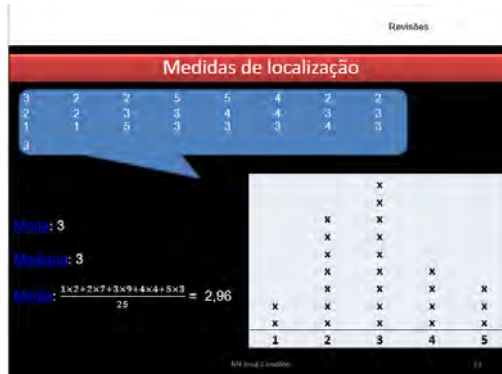 Revisões
Medidas de localização
3 2 2 5 5 4 2 2
2 2 3 3 4 4 3 3
1 1 5 3 3 3 4 3
3
Moda: 3
Mediana: 3
Média: 1×2+2×7+3×9+4×4+5×3 / 25 = 2,96
x
x
x x
x x
x x
x x x
x x x x
x x x x x
x x x x x
1 2 3 4 5